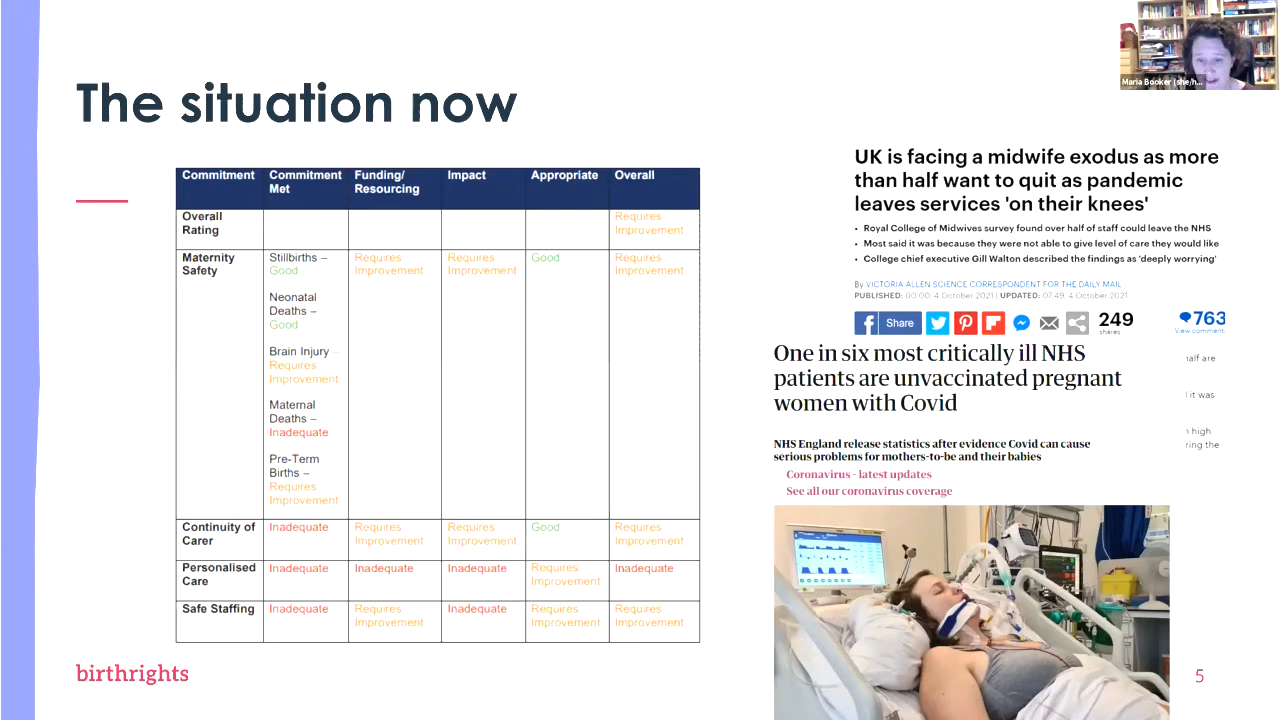 Maria Booker (she/h...
The situation now
Commitment Commitment Met Funding/ Resourcing Impact Appropriate Overall
Overall Rating Requires Improvement
Maternity Safety
Stillbirths – Good
Neonatal Deaths – Good
Brain Injury – Requires Improvement
Maternal Deaths – Inadequate
Pre-Term Births – Requires Improvement
Requires Improvement
Requires Improvement
Good
Requires Improvement
Continuity of Carer Inadequate Requires Improvement Requires Improvement Good Requires Improvement
Personalised Care Inadequate Inadequate Inadequate Requires Improvement Inadequate
Safe Staffing Inadequate Requires Improvement Inadequate Requires Improvement Requires Improvement
UK is facing a midwife exodus as more
than half want to quit as pandemic
leaves services 'on their knees'
• Royal College of Midwives survey found over half of staff could leave the NHS
• Most said it was because they were not able to give level of care they would like
• College chief executive Gill Walton described the findings as 'deeply worrying'
By VICTORIA ALLEN SCIENCE CORRESPONDENT FOR THE DAILY MAIL
PUBLISHED: 00:00, 4 October 2021 | UPDATED: 07:49, 4 October 2021
Share
249
shares
763
View comments
half are
it was
high
ring the
One in six most critically ill NHS
patients are unvaccinated pregnant
women with Covid
NHS England release statistics after evidence Covid can cause
serious problems for mothers-to-be and their babies
Coronavirus - latest updates
See all our coronavirus coverage
birthrights
5